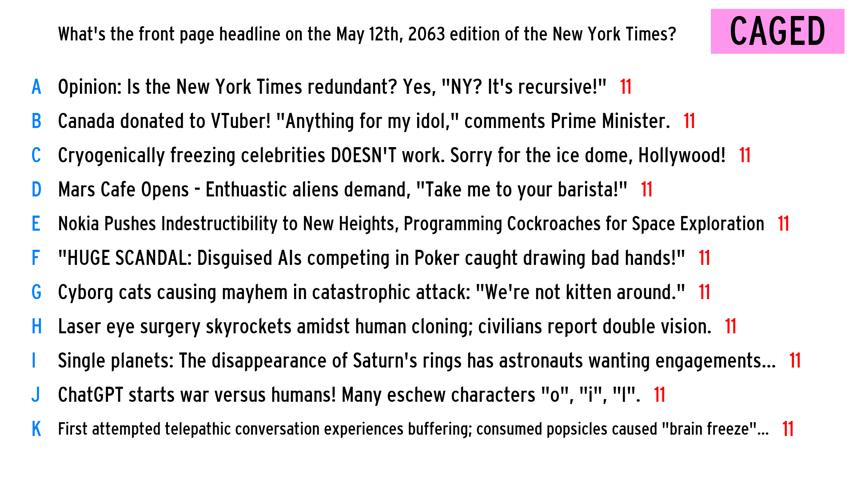 What's the front page headline on the May 12th, 2063 edition of the New York Times?
CAGED
A Opinion: Is the New York Times redundant? Yes, "NY? It's recursive!" 11
B Canada donated to VTuber! "Anything for my idol," comments Prime Minister. 11
C Cryogenically freezing celebrities DOESN'T work. Sorry for the ice dome, Hollywood! 11
D Mars Cafe Opens - Enthuastic aliens demand, "Take me to your barista!" 11
E Nokia Pushes Indestructibility to New Heights, Programming Cockroaches for Space Exploration 11
F "HUGE SCANDAL: Disguised AIs competing in Poker caught drawing bad hands!" 11
G Cyborg cats causing mayhem in catastrophic attack: "We're not kitten around." 11
H Laser eye surgery skyrockets amidst human cloning; civilians report double vision. 11
I Single planets: The disappearance of Saturn's rings has astronauts wanting engagements... 11
J ChatGPT starts war versus humans! Many eschew characters "o", "i", "l". 11
K First attempted telepathic conversation experiences buffering; consumed popsicles caused "brain freeze"... 11